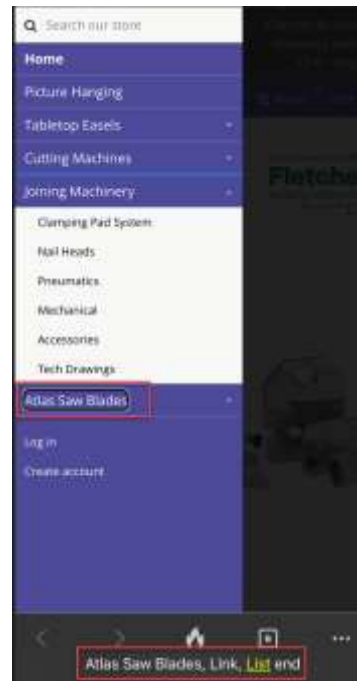 Search our store
Home
Picture Hanging
Tabletop Easels
Cutting Machines
Joining Machinery
Clamping Pad System
Nail Heads
Pneumatics
Mechanical
Accessories
Tech Drawings
Atlas Saw Blades
Log in
Create account
Fletche
Atlas Saw Blades, Link, List end